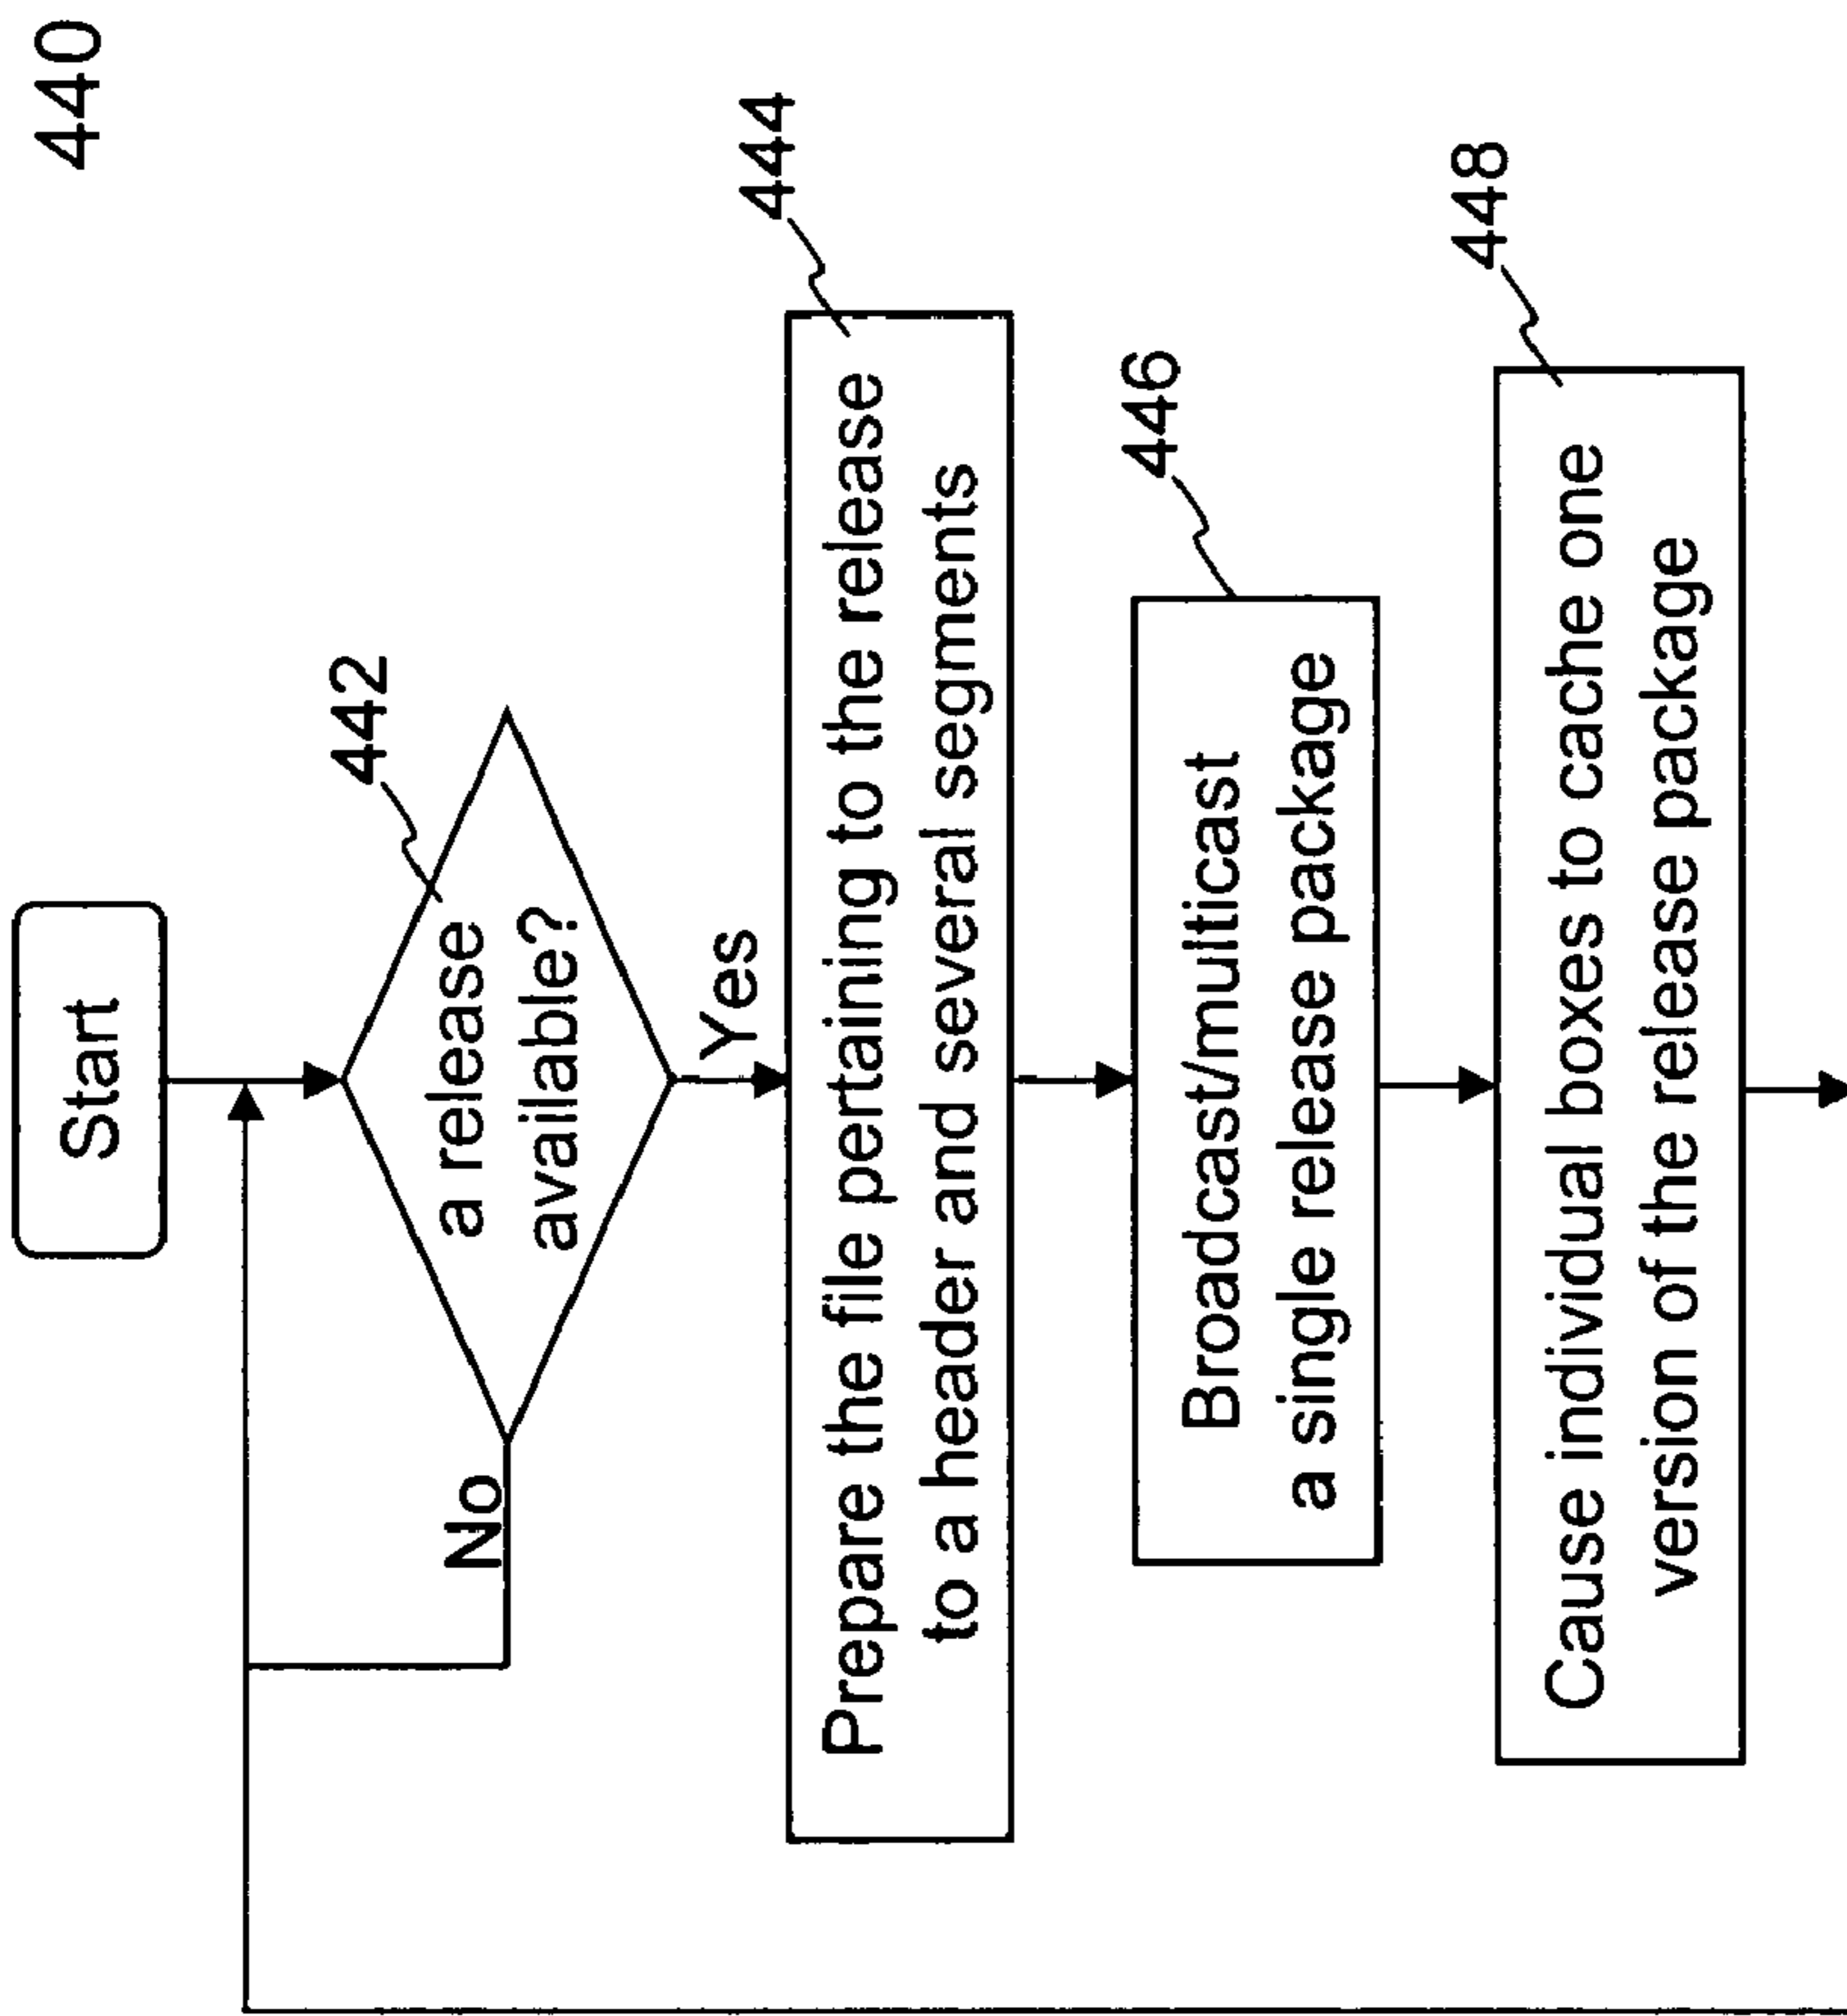 440
Start
442
a release
available?
No
Yes
444
Prepare the file pertaining to the release
to a header and several segments
446
Broadcast/multicast
a single release package
448
Cause individual boxes to cache one
version of the release package